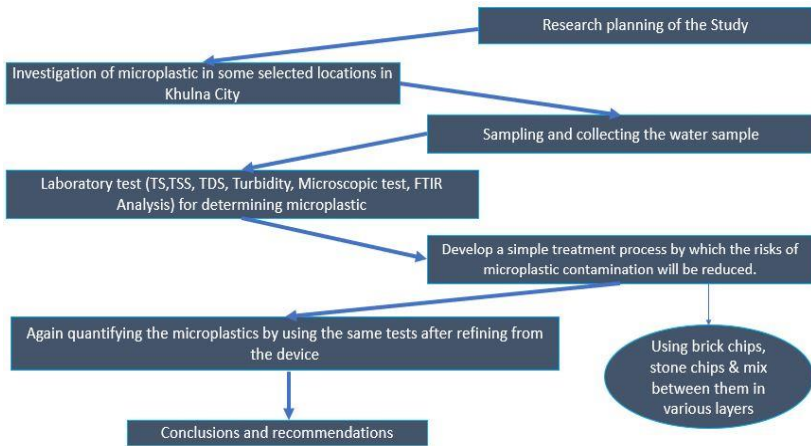 Research planning of the Study
Investigation of microplastic in some selected locations in
Khulna City
Sampling and collecting the water sample
Laboratory test (TS,TSS, TDS, Turbidity, Microscopic test, FTIR
Analysis) for determining microplastic
Develop a simple treatment process by which the risks of
microplastic contamination will be reduced.
Again quantifying the microplastics by using the same tests after refining from
the device
Using brick chips,
stone chips & mix
between them in
various layers
Conclusions and recommendations